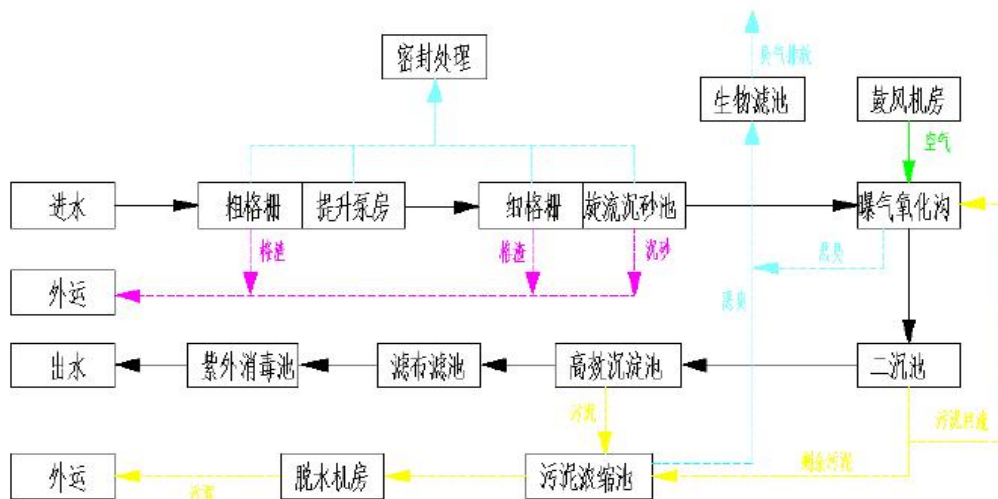 密封处理
臭气排放
生物滤池
鼓风机房
空气
进水
粗格栅
提升泵房
细格栅
旋流沉砂池
曝气氧化沟
栅渣
栅渣
沉砂
恶臭
恶臭
外运
出水
紫外消毒池
滤布滤池
高效沉淀池
二沉池
污泥
污泥回流
剩余污泥
外运
脱水机房
污泥浓缩池